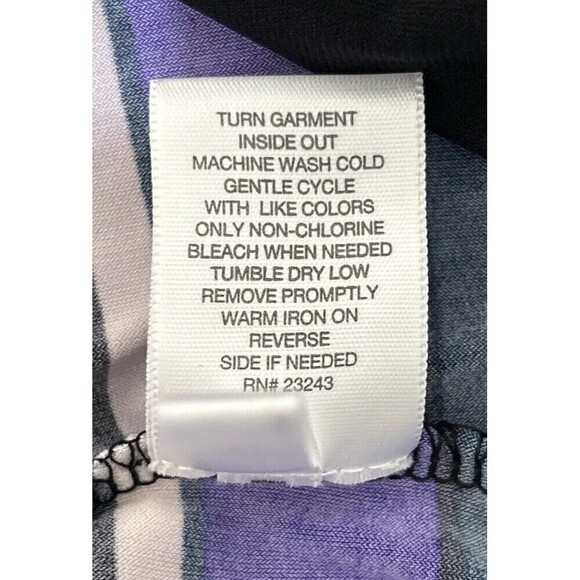 TURN GARMENT
INSIDE OUT
MACHINE WASH COLD
GENTLE CYCLE
WITH LIKE COLORS
ONLY NON-CHLORINE
BLEACH WHEN NEEDED
TUMBLE DRY LOW
REMOVE PROMPTLY
WARM IRON ON
REVERSE
SIDE IF NEEDED
RN# 23243